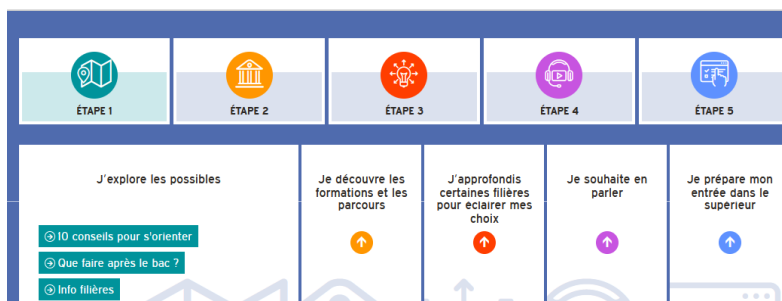 ÉTAPE 1
ÉTAPE 2
ÉTAPE 3
ÉTAPE 4
ÉTAPE 5
J'explore les possibles
10 conseils pour s'orienter
Que faire après le bac ?
Info filières
Je découvre les
formations et les
parcours
J'approfondis
certaines filières
pour eclairer mes
choix
Je souhaite en
parler
Je prépare mon
entrée dans le
superieur